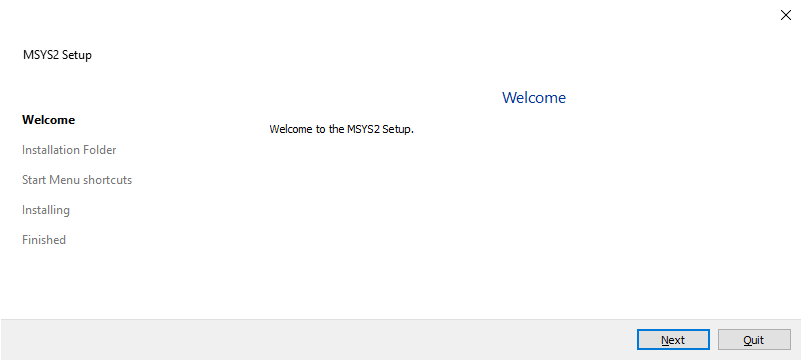 MSYS2 Setup
Welcome
Installation Folder
Start Menu shortcuts
Installing
Finished
Welcome
Welcome to the MSYS2 Setup.
Next
Quit